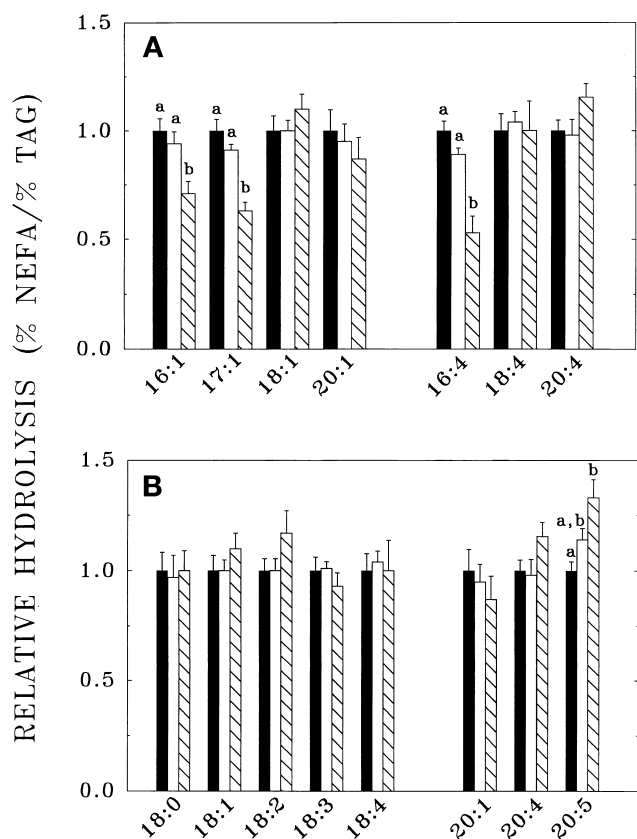 RELATIVE HYDROLYSIS (% NEFA/% TAG)
A
1.5
1.0
0.5
0.0
a a b
a a b
a a b
16:1 17:1 18:1 20:1 16:4 18:4 20:4
B
1.5
1.0
0.5
0.0
a a,b b
18:0 18:1 18:2 18:3 18:4 20:1 20:4 20:5